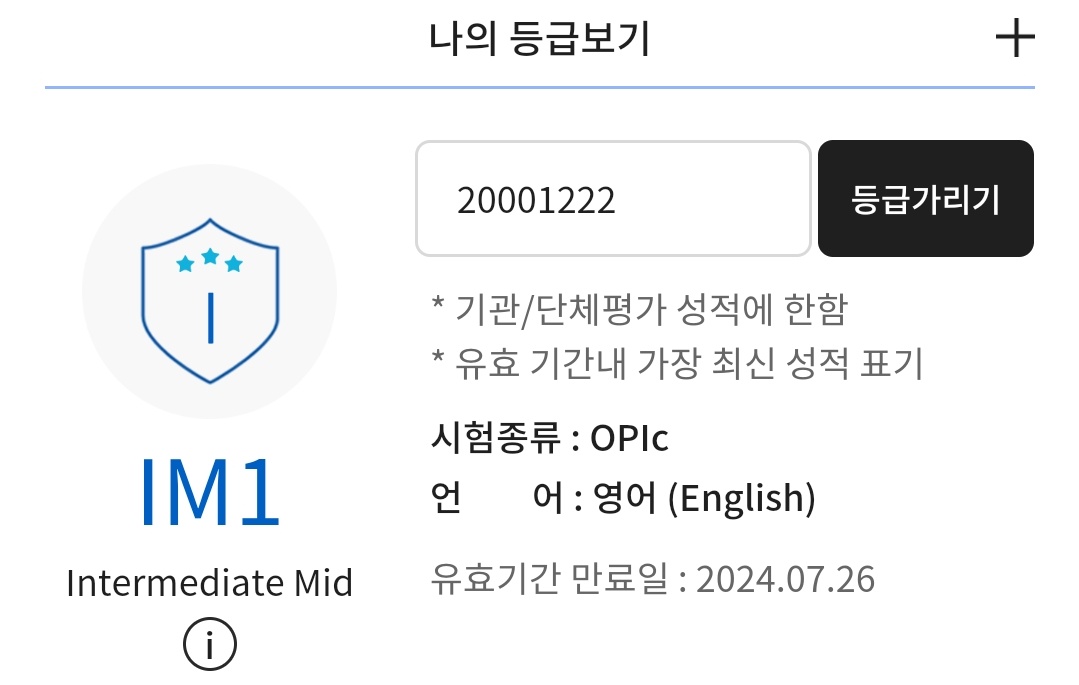 나의 등급보기
20001222
등급가리기
* 기관/단체평가 성적에 한함
* 유효 기간내 가장 최신 성적 표기
시험종류 : OPIc
언 어 : 영어 (English)
유효기간 만료일 : 2024.07.26
I
IM1
Intermediate Mid
i